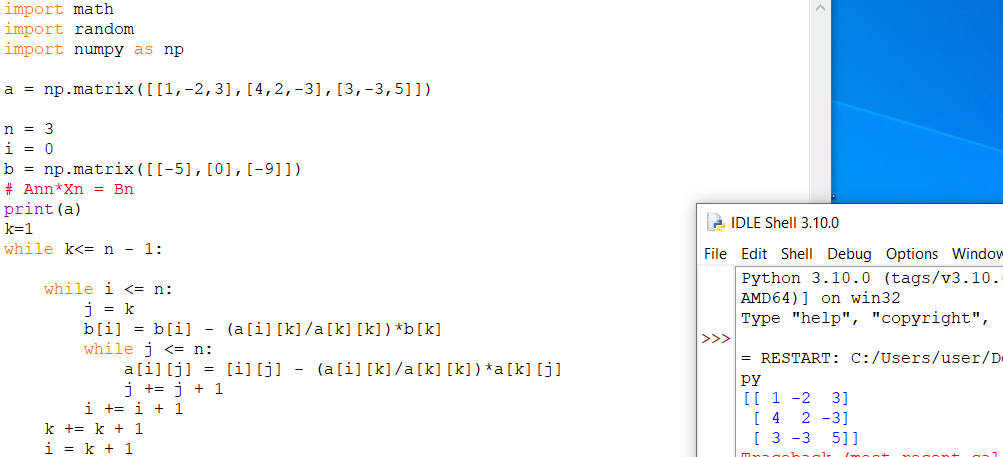 import math
import random
import numpy as np
a = np.matrix([[1,-2,3],[4,2,-3],[3,-3,5]])
n = 3
i = 0
b = np.matrix([[-5],[0],[-9]])
# Ann*Xn = Bn
print(a)
k=1
while k<= n - 1:
while i <= n:
j = k
b[i] = b[i] - (a[i][k]/a[k][k])*b[k]
while j <= n:
a[i][j] = [i][j] - (a[i][k]/a[k][k])*a[k][j]
j += j + 1
i += i + 1
k += k + 1
i = k + 1
IDLE Shell 3.10.0
File Edit Shell Debug Options Window
Python 3.10.0 (tags/v3.10.
AMD64)] on win32
Type "help", "copyright",
>>>
= RESTART: C:/Users/user/D
py
[[ 1 -2 3]
[ 4 2 -3]
[ 3 -3 5]]
Traceback (most recent cal